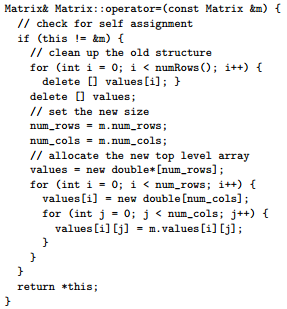 Matrix& Matrix::operator=(const Matrix &m) {
  // check for self assignment
  if (this != &m) {
    // clean up the old structure
    for (int i = 0; i < numRows(); i++) {
      delete [] values[i]; }
    delete [] values;
    // set the new size
    num_rows = m.num_rows;
    num_cols = m.num_cols;
    // allocate the new top level array
    values = new double*[num_rows];
    for (int i = 0; i < num_rows; i++) {
      values[i] = new double[num_cols];
      for (int j = 0; j < num_cols; j++) {
        values[i][j] = m.values[i][j];
      }
    }
  }
  return *this;
}